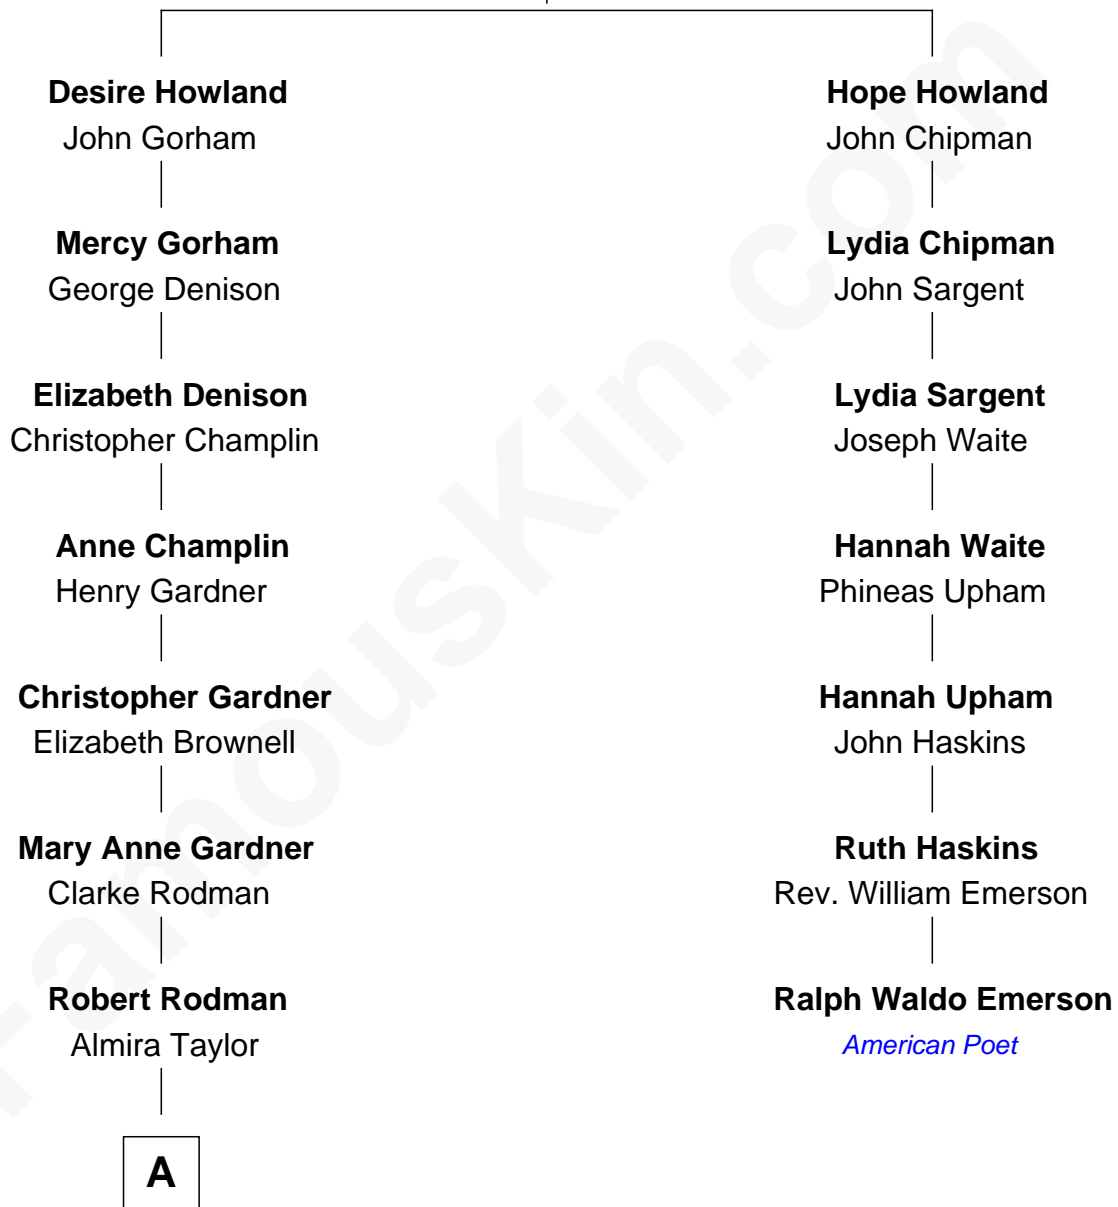 Desire Howland
John Gorham
Mercy Gorham
George Denison
Elizabeth Denison
Christopher Champlin
Anne Champlin
Henry Gardner
Christopher Gardner
Elizabeth Brownell
Mary Anne Gardner
Clarke Rodman
Robert Rodman
Almira Taylor
A
Hope Howland
John Chipman
Lydia Chipman
John Sargent
Lydia Sargent
Joseph Waite
Hannah Waite
Phineas Upham
Hannah Upham
John Haskins
Ruth Haskins
Rev. William Emerson
Ralph Waldo Emerson
American Poet
FamousKin.com